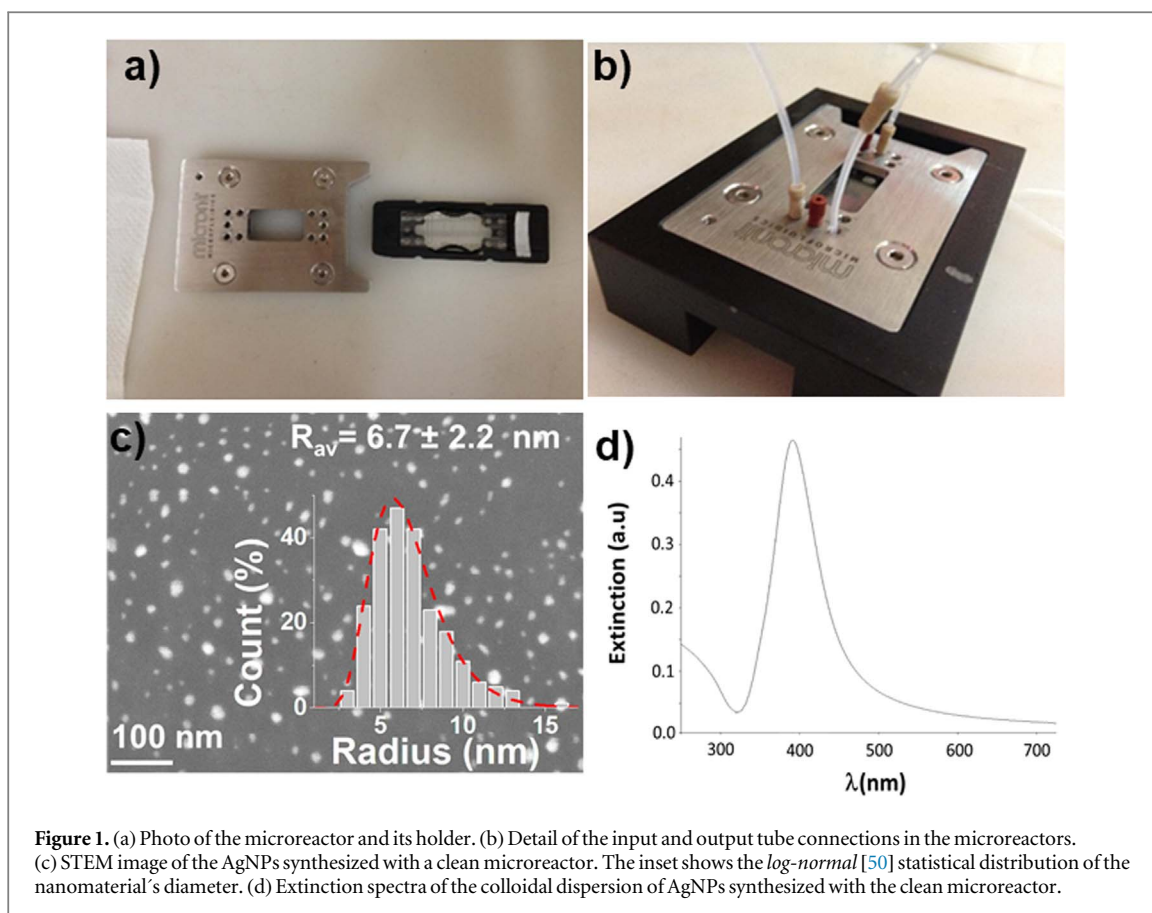 a)
micronit
MICROFLUIDICS
b)
micronit
MICROFLUIDICS
c)
Rav= 6.7 ± 2.2 nm
Count (%)
40
20
0
5
10
15
Radius (nm)
100 nm
d)
Extinction (a.u)
0.4
0.3
0.2
0.1
0.0
300
400
500
600
700
λ(nm)
Figure 1. (a) Photo of the microreactor and its holder. (b) Detail of the input and output tube connections in the microreactors.
(c) STEM image of the AgNPs synthesized with a clean microreactor. The inset shows the log-normal [50] statistical distribution of the
nanomaterial´s diameter. (d) Extinction spectra of the colloidal dispersion of AgNPs synthesized with the clean microreactor.